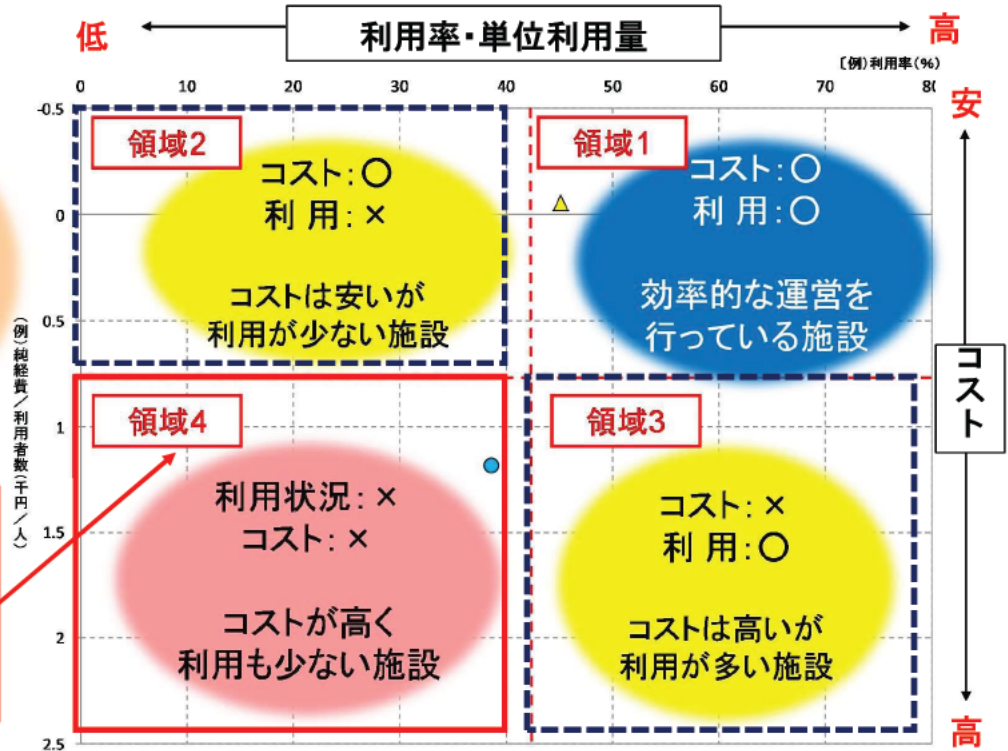 低
利用率・単位利用量
高
〔例〕利用率(%)
0 10 20 30 40 50 60 70 80
安
-0.5
0
0.5
1
1.5
2
2.5
(例)純経費/利用者数(千円/人)
領域2
コスト:〇
利 用:×
コストは安いが
利用が少ない施設
領域1
コスト:〇
利 用:〇
効率的な運営を
行っている施設
コスト
領域4
利用状況:×
コスト:×
コストが高く
利用も少ない施設
領域3
コスト:×
利 用:〇
コストは高いが
利用が多い施設
高